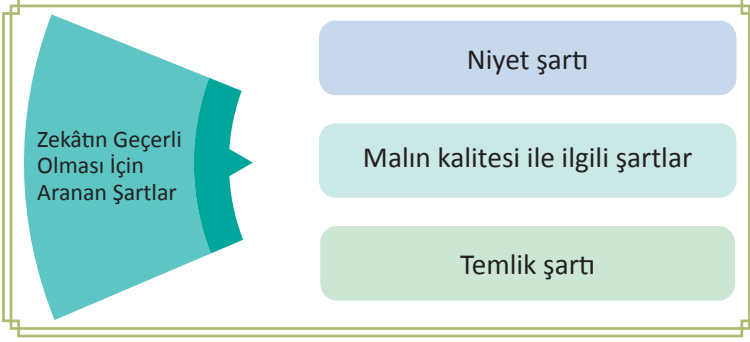 Zekâtın Geçerli
Olması İçin
Aranan Şartlar
Niyet şartı
Malın kalitesi ile ilgili şartlar
Temlik şartı